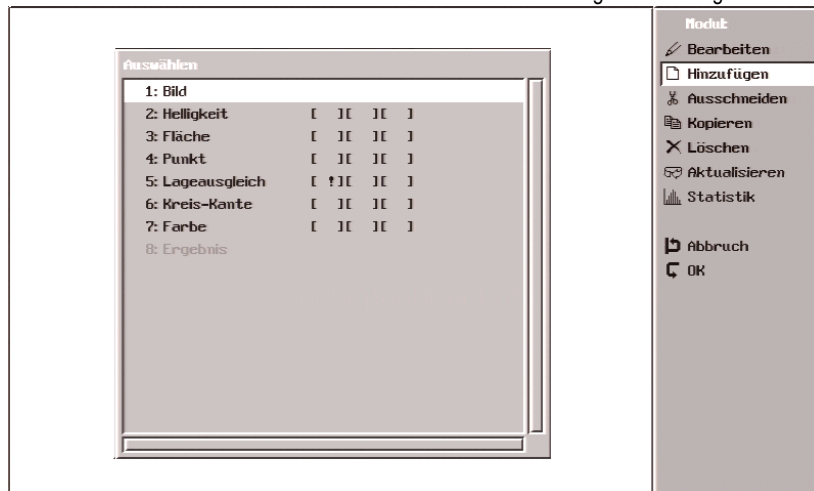 Auswählen
1: Bild
2: Helligkeit [ ][ ][ ]
3: Fläche [ ][ ][ ]
4: Punkt [ ][ ][ ]
5: Lageausgleich [ !][ ][ ]
6: Kreis-Kante [ ][ ][ ]
7: Farbe [ ][ ][ ]
8: Ergebnis
Modul:
Bearbeiten
Hinzufügen
Ausschneiden
Kopieren
Löschen
Aktualisieren
Statistik
Abbruch
OK